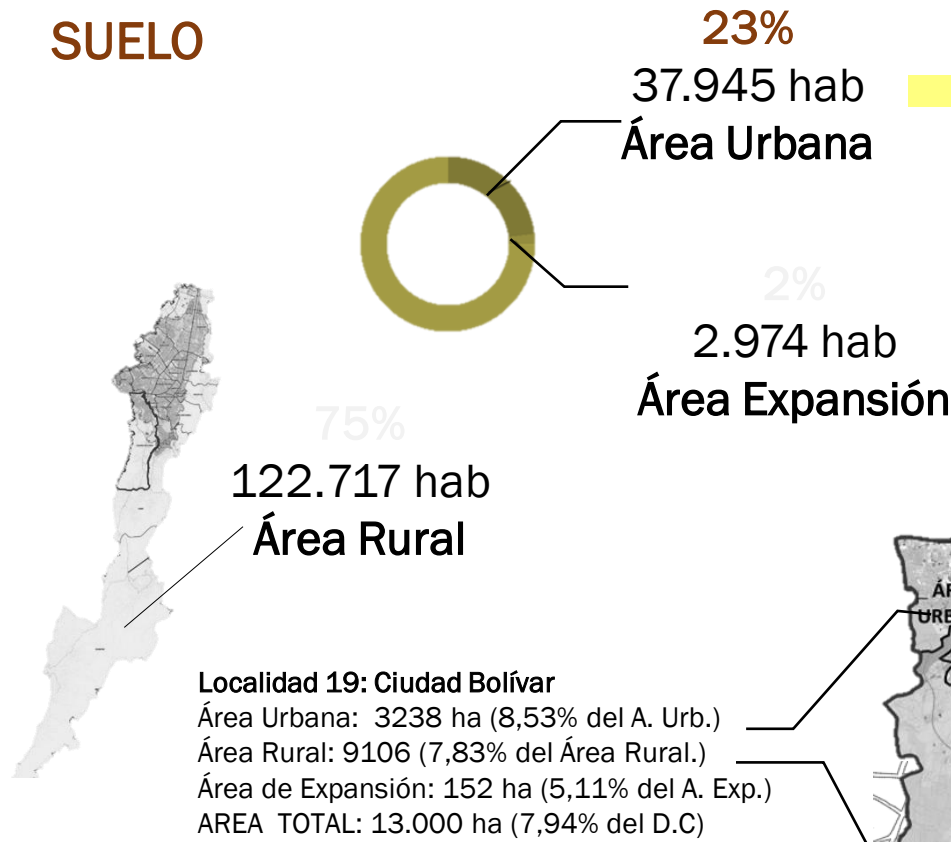 SUELO
23%
37.945 hab
Área Urbana
2%
2.974 hab
Área Expansión
75%
122.717 hab
Área Rural
Localidad 19: Ciudad Bolívar
Área Urbana: 3238 ha (8,53% del A. Urb.)
Área Rural: 9106 (7,83% del Área Rural.)
Área de Expansión: 152 ha (5,11% del A. Exp.)
AREA TOTAL: 13.000 ha (7,94% del D.C)